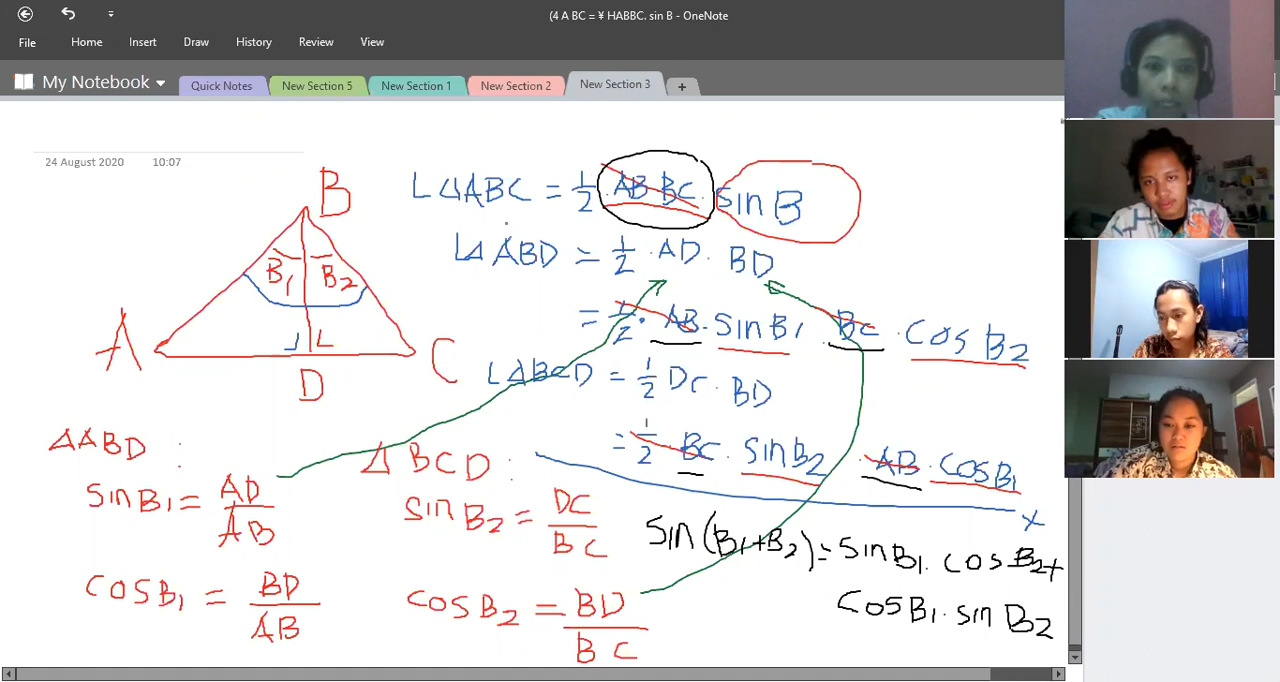 (4 A BC = ¥ HABBC. sin B - OneNote
File Home Insert Draw History Review View
My Notebook
Quick Notes New Section 5 New Section 1 New Section 2 New Section 3 +
24 August 2020 10:07
B
B1 B2
A C
D
L∆ABC = 1/2 · AB · BC · sin B
L∆ABD = 1/2 · AD · BD
= 1/2 · AB · sin B1 · BC · cos B2
L∆BCD = 1/2 DC · BD
= 1/2 BC sin B2 · AB · cos B1
+
∆ABD :
sin B1 = AD/AB
cos B1 = BD/AB
∆BCD :
sin B2 = DC/BC
cos B2 = BD/BC
sin (B1+B2) = sin B1 · cos B2 +
cos B1 · sin B2